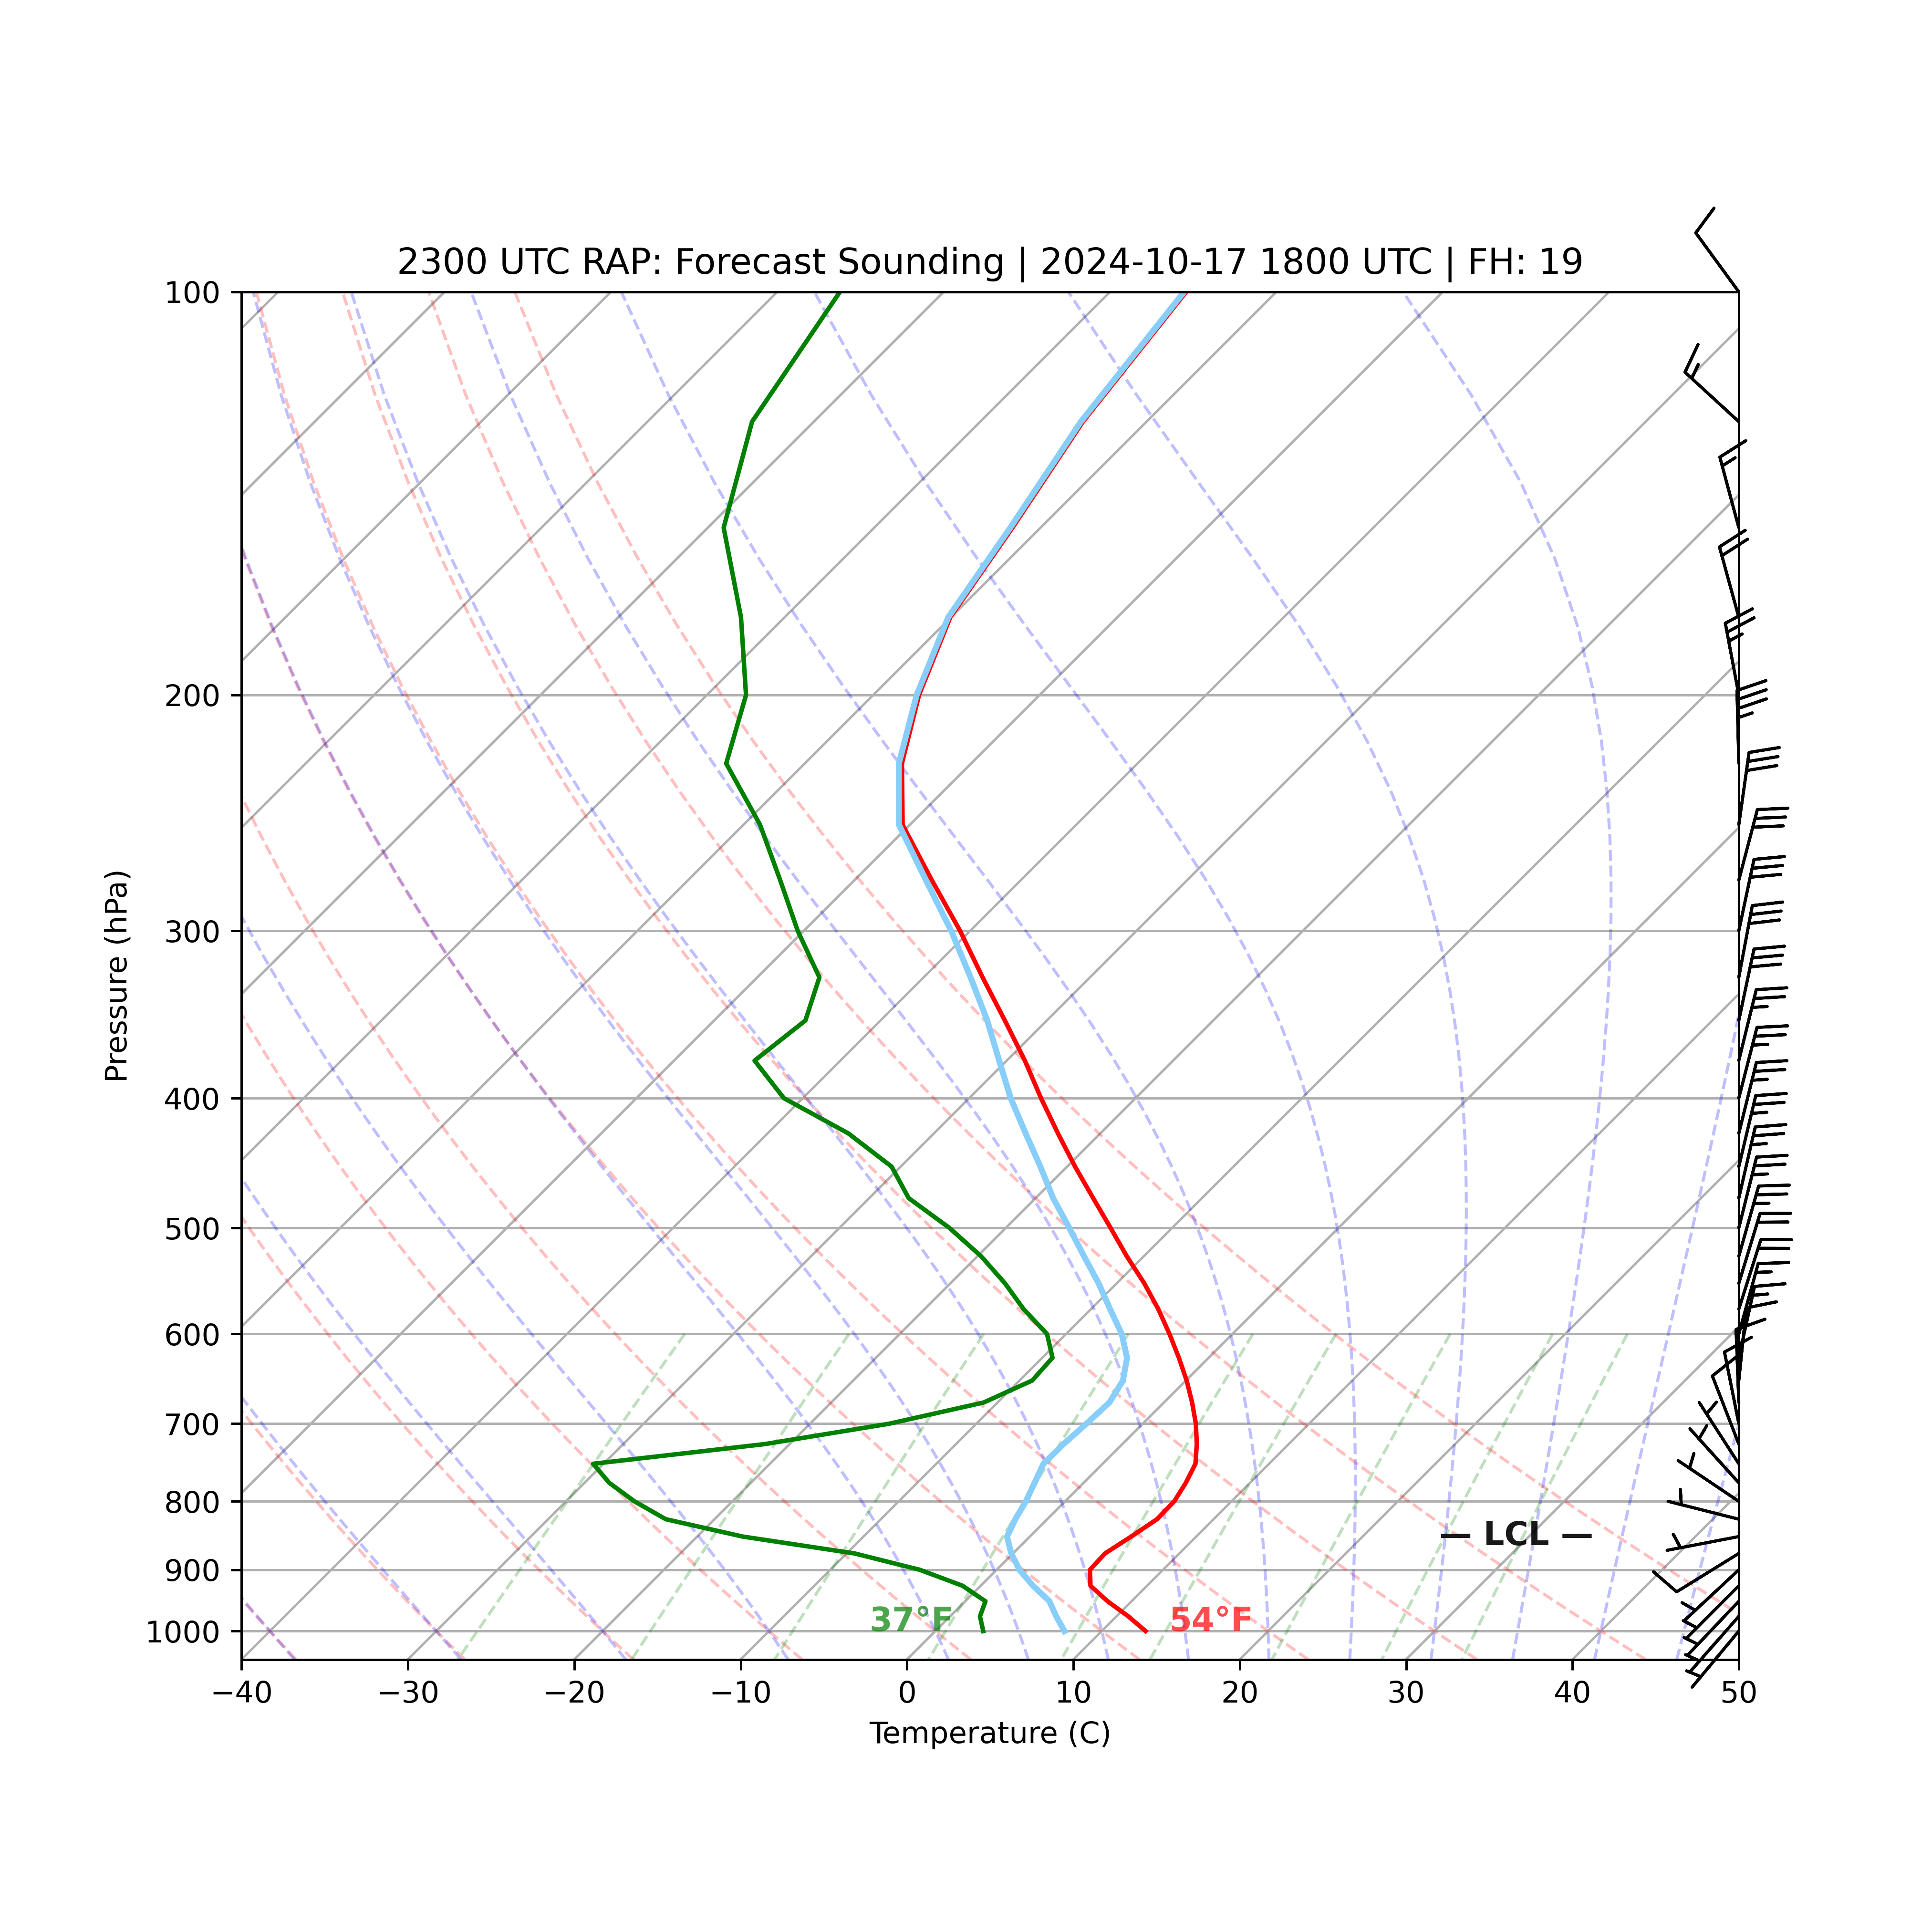 2300 UTC RAP: Forecast Sounding | 2024-10-17 1800 UTC | FH: 19
100
200
300
400
500
600
700
800
900
1000
Pressure (hPa)
— LCL —
37°F
54°F
−40 −30 −20 −10 0 10 20 30 40 50
Temperature (C)